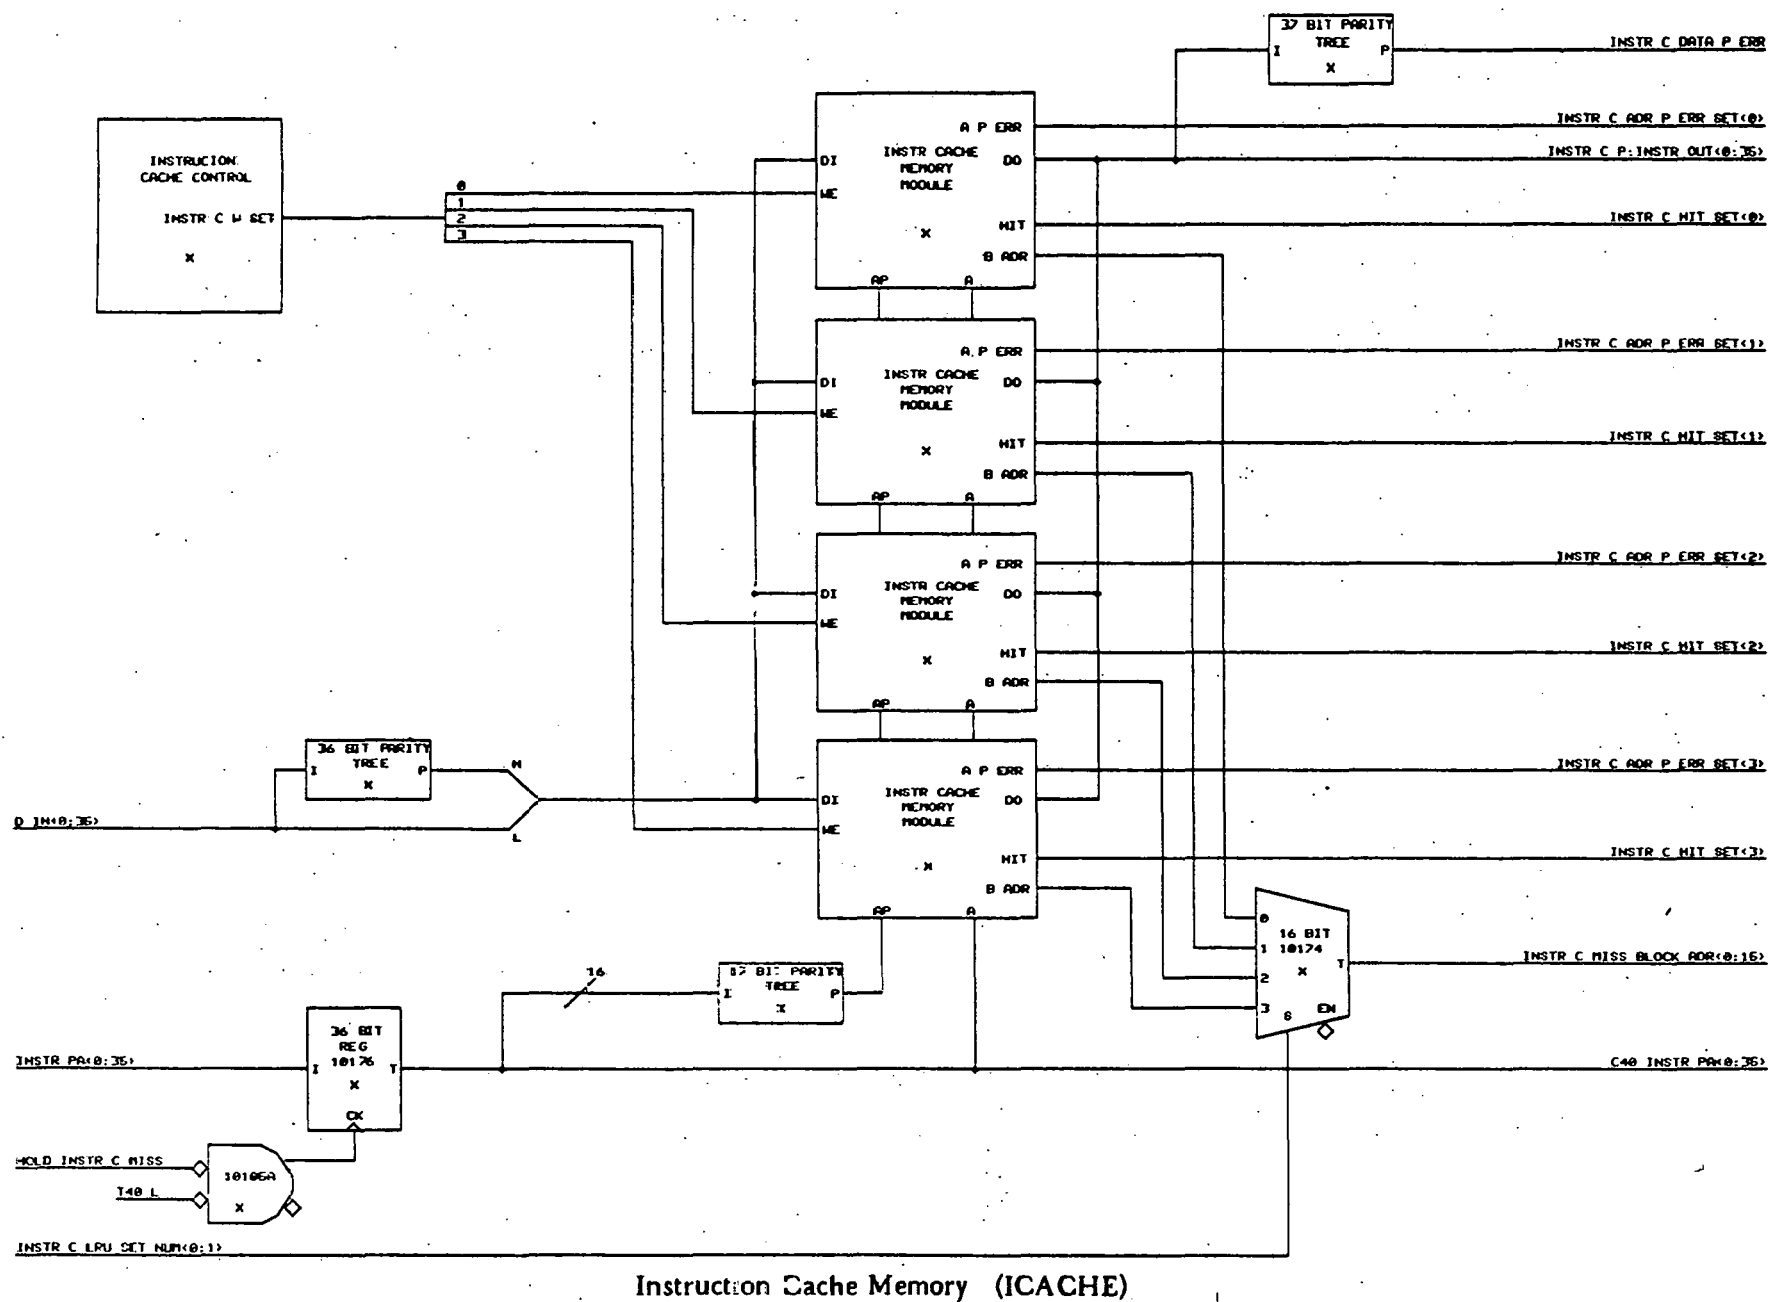 37 BIT PARITY
TREE
I
P
X
INSTR C DATA P ERR
INSTRUCION
CACHE CONTROL
INSTR C W SET
X
0
1
2
3
A P ERR
INSTR C ADR P ERR SET<0>
DI
INSTR CACHE
MEMORY
MODULE
DO
INSTR C P:INSTR OUT<0:35>
WE
X
HIT
INSTR C HIT SET<0>
B ADR
AP
A
A P ERR
INSTR C ADR P ERR SET<1>
DI
INSTR CACHE
MEMORY
MODULE
DO
WE
X
HIT
INSTR C HIT SET<1>
B ADR
AP
A
A P ERR
INSTR C ADR P ERR SET<2>
DI
INSTR CACHE
MEMORY
MODULE
DO
WE
X
HIT
INSTR C HIT SET<2>
B ADR
AP
A
36 BIT PARITY
TREE
I
P
X
H
L
D IN<0:35>
A P ERR
INSTR C ADR P ERR SET<3>
DI
INSTR CACHE
MEMORY
MODULE
DO
WE
X
HIT
INSTR C HIT SET<3>
B ADR
AP
A
0
1
2
3
16 BIT
10174
X
T
S
EN
INSTR C MISS BLOCK ADR<0:15>
16
17 BIT PARITY
TREE
I
P
X
INSTR PA<0:35>
36 BIT
REG
10176
I
T
X
CK
C40 INSTR PA<0:35>
HOLD INSTR C MISS
T40 L
10105A
X
INSTR C LRU SET NUM<0:1>
Instruction Cache Memory (ICACHE)